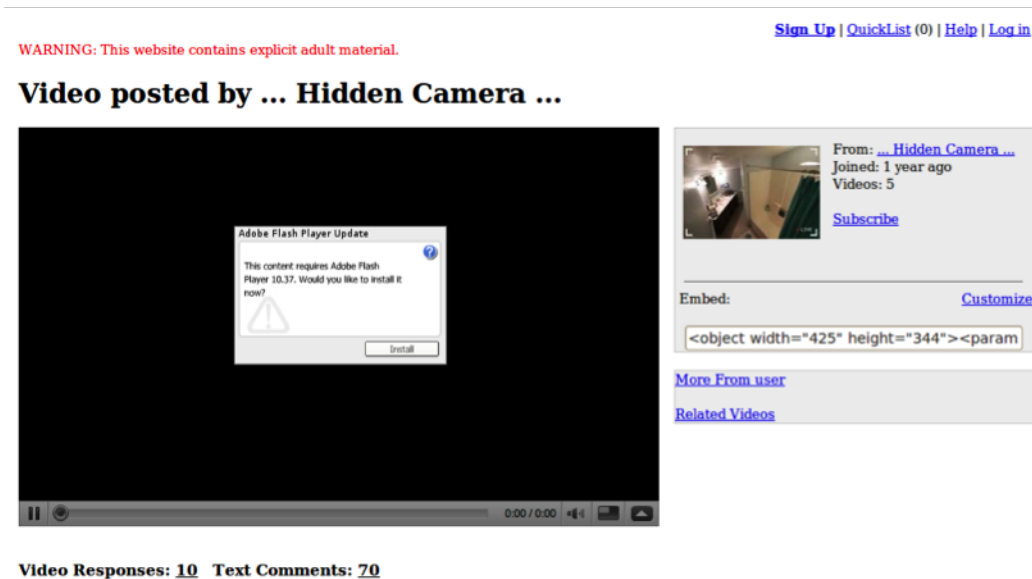 Sign Up | QuickList (0) | Help | Log in
WARNING: This website contains explicit adult material.
Video posted by ... Hidden Camera ...
Adobe Flash Player Update
This content requires Adobe Flash
Player 10.37. Would you like to install it
now?
Install
0:00 / 0:00
From: ... Hidden Camera ...
Joined: 1 year ago
Videos: 5
Subscribe
Embed:
Customize
<object width="425" height="344"><param
More From user
Related Videos
Video Responses: 10 Text Comments: 70